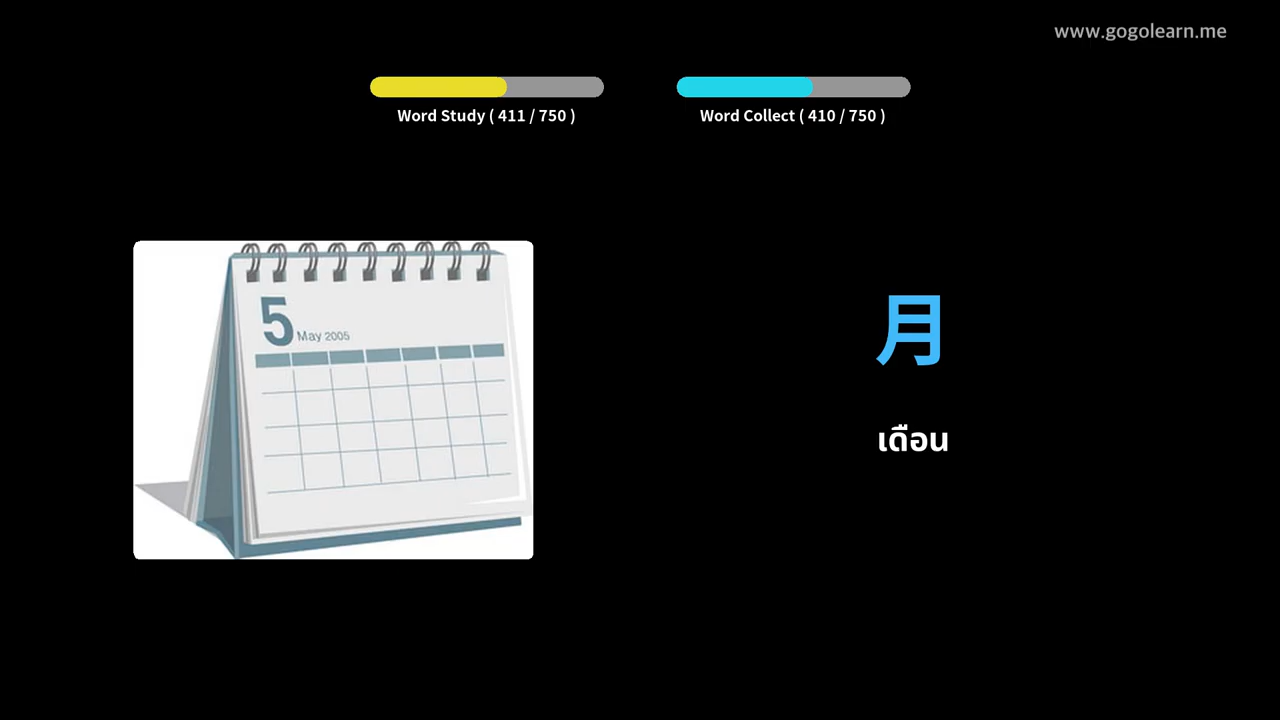 www.gogolearn.me
Word Study ( 411 / 750 )
Word Collect ( 410 / 750 )
5 May 2005
月
เดือน